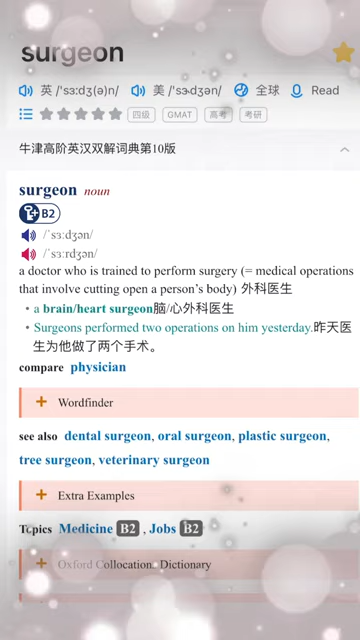 surgeon
英 /'sɜːdʒ(ə)n/ 美 /'sɝdʒən/ 全球 Read
四级 GMAT 高考 考研
牛津高阶英汉双解词典第10版
surgeon noun
B2
/ˈsɜːdʒən/
/ˈsɜːrdʒən/
a doctor who is trained to perform surgery (= medical operations
that involve cutting open a person's body) 外科医生
• a brain/heart surgeon脑/心外科医生
• Surgeons performed two operations on him yesterday.昨天医
生为他做了两个手术。
compare physician
+ Wordfinder
see also dental surgeon, oral surgeon, plastic surgeon,
tree surgeon, veterinary surgeon
+ Extra Examples
Topics Medicine B2 , Jobs B2
+ Oxford Collocation Dictionary